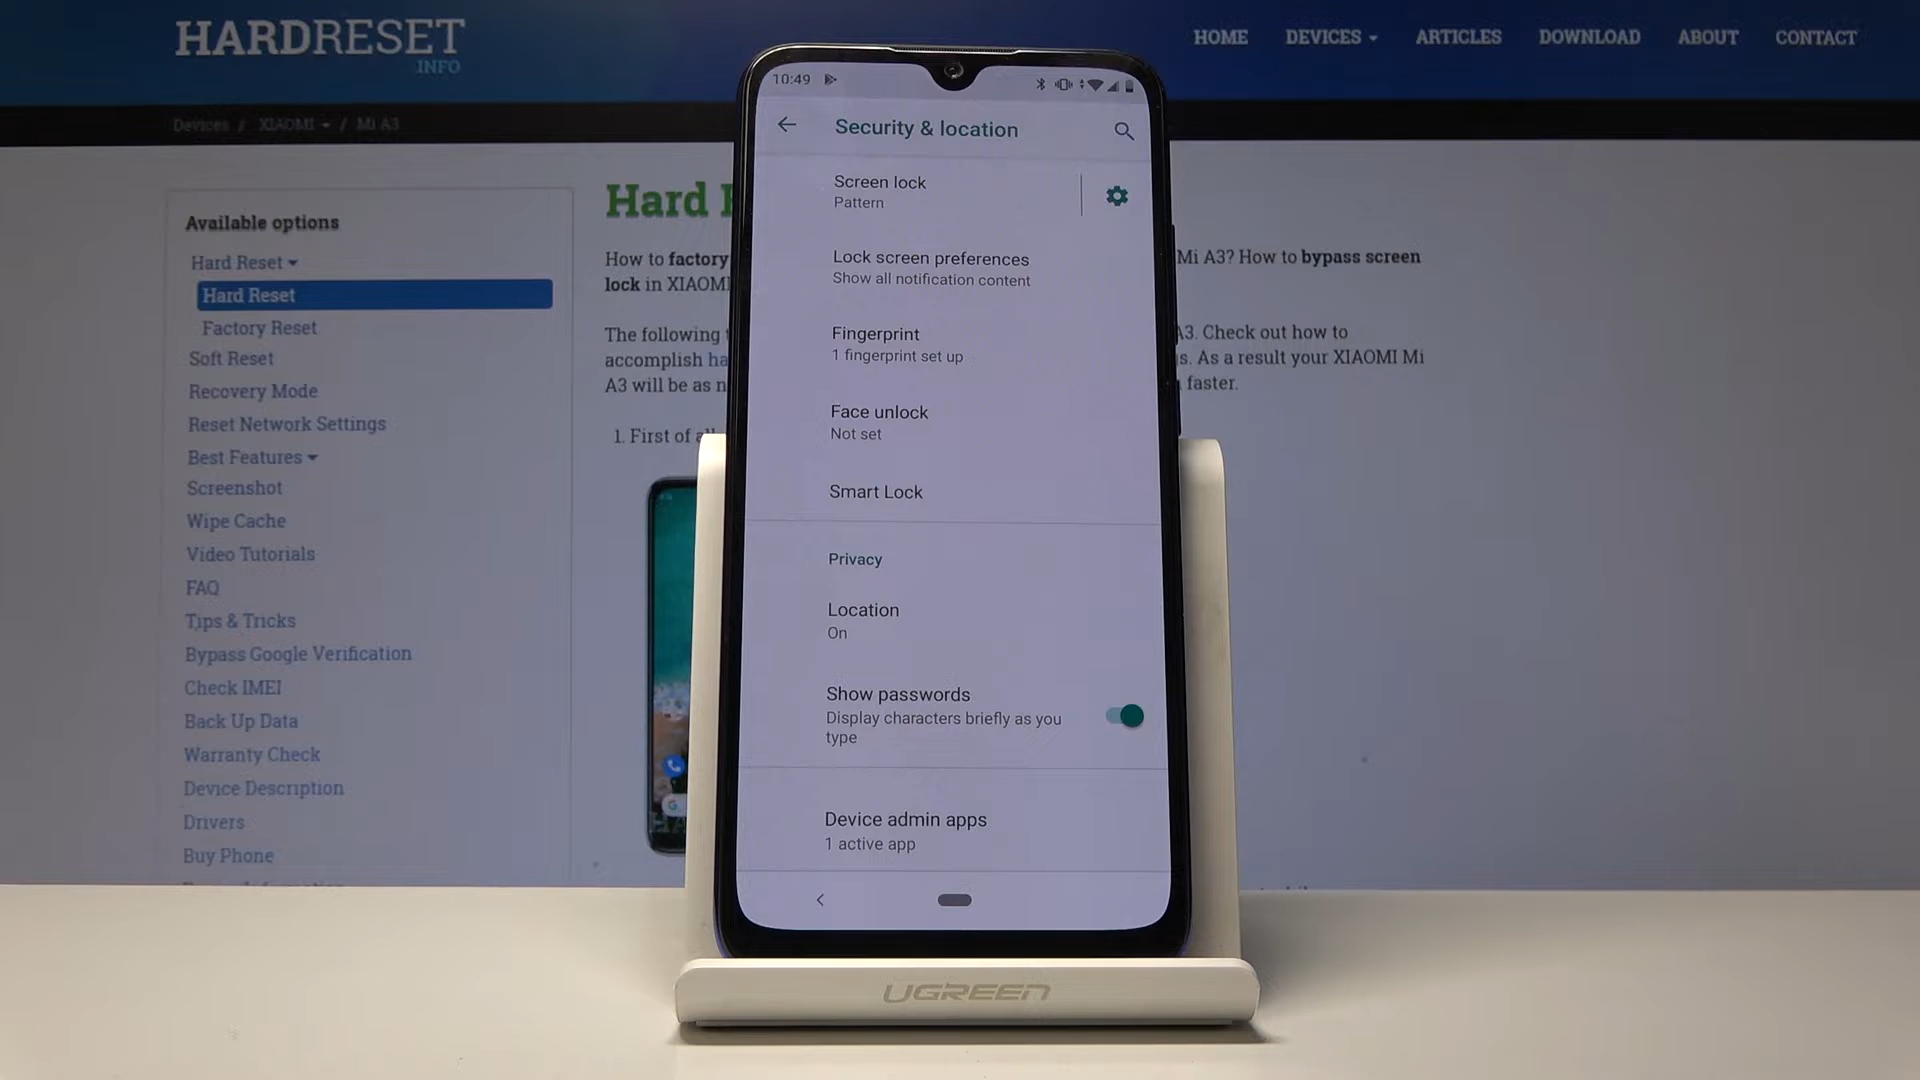 HARDRESET
.INFO
HOME DEVICES ARTICLES DOWNLOAD ABOUT CONTACT
Devices / XIAOMI / Mi A3
Available options
Hard Reset
Hard Reset
Factory Reset
Soft Reset
Recovery Mode
Reset Network Settings
Best Features
Screenshot
Wipe Cache
Video Tutorials
FAQ
Tips & Tricks
Bypass Google Verification
Check IMEI
Back Up Data
Warranty Check
Device Description
Drivers
Buy Phone
Hard
How to factory
Mi A3? How to bypass screen
lock in XIAOMI
The following
A3. Check out how to
accomplish
s. As a result your XIAOMI Mi
A3 will be as
faster.
1. First of
10:49
Security & location
Screen lock
Pattern
Lock screen preferences
Show all notification content
Fingerprint
1 fingerprint set up
Face unlock
Not set
Smart Lock
Privacy
Location
On
Show passwords
Display characters briefly as you
type
Device admin apps
1 active app
UGREEN